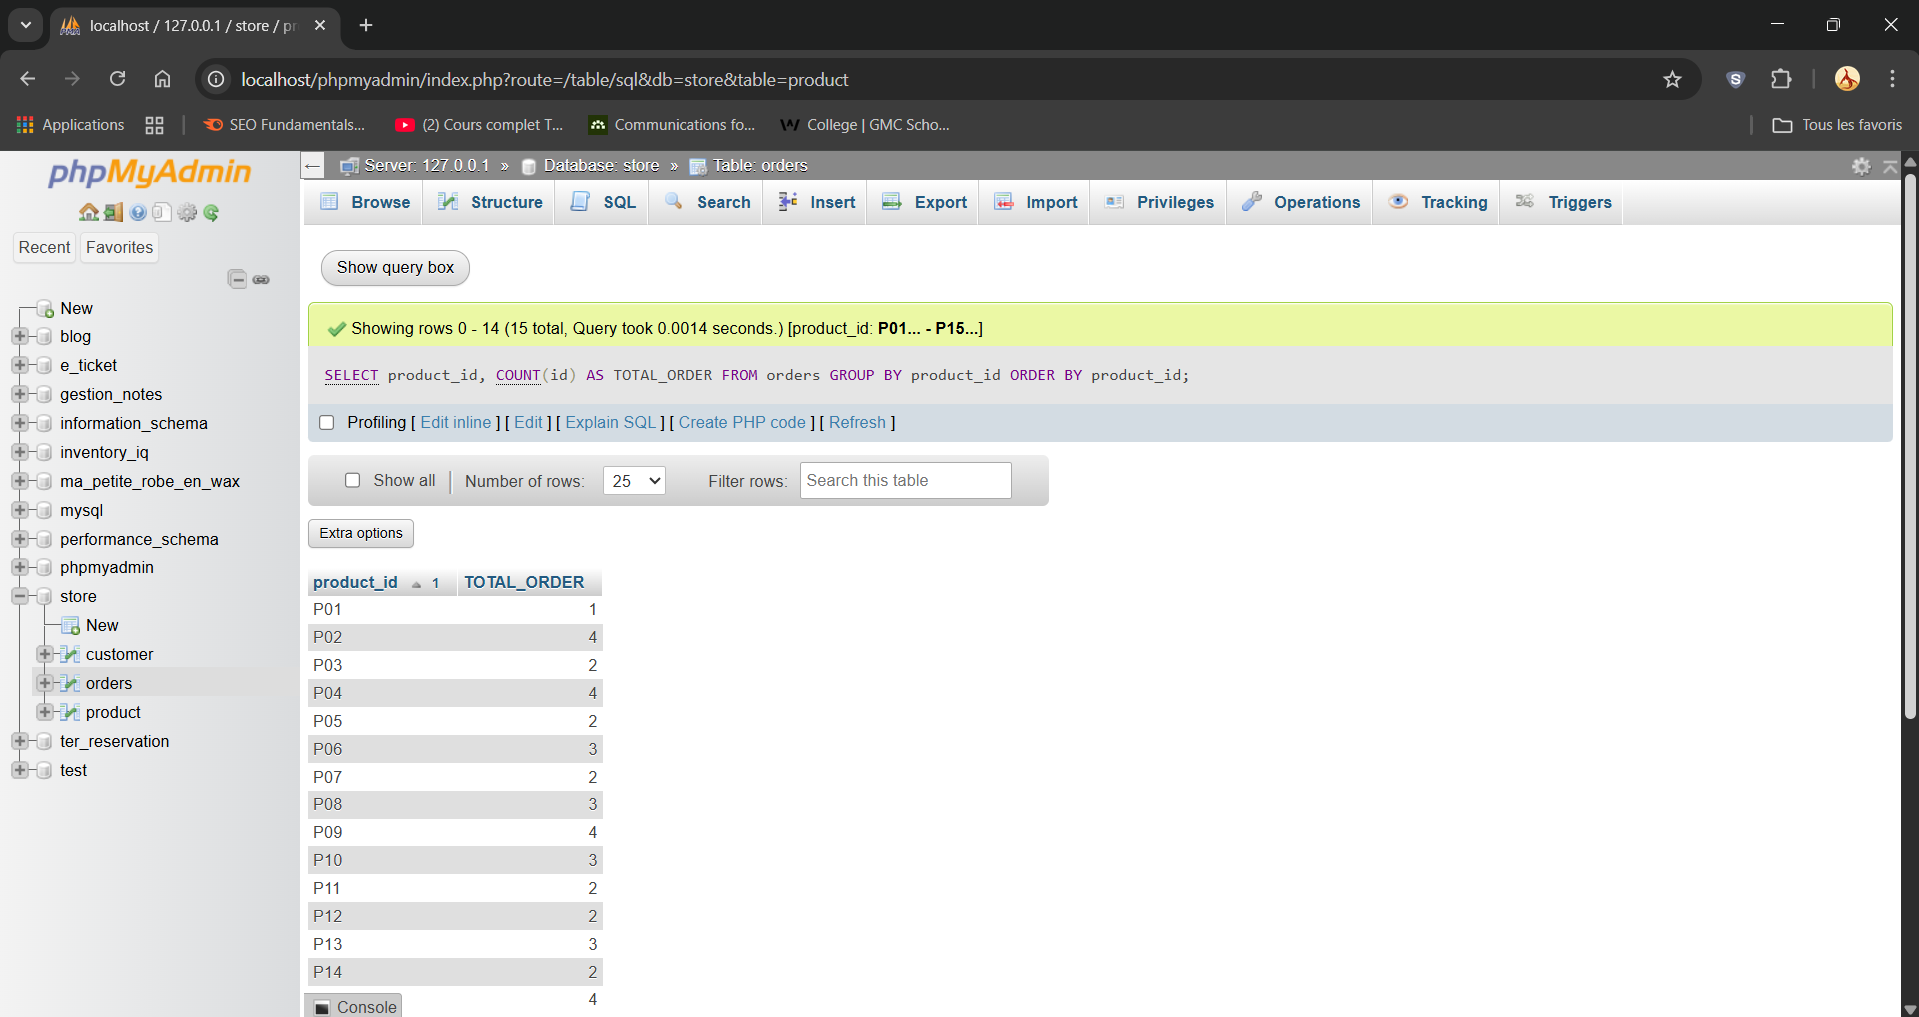 localhost / 127.0.0.1 / store / pr
localhost/phpmyadmin/index.php?route=/table/sql&db=store&table=product
S
Applications
SEO Fundamentals...
(2) Cours complet T...
Communications fo...
College | GMC Scho...
Tous les favoris
phpMyAdmin
Recent
Favorites
New
blog
e_ticket
gestion_notes
information_schema
inventory_iq
ma_petite_robe_en_wax
mysql
performance_schema
phpmyadmin
store
New
customer
orders
product
ter_reservation
test
Server: 127.0.0.1 » Database: store » Table: orders
Browse Structure SQL Search Insert Export Import Privileges Operations Tracking Triggers
Show query box
Showing rows 0 - 14 (15 total, Query took 0.0014 seconds.) [product_id: P01... - P15...]
SELECT product_id, COUNT(id) AS TOTAL_ORDER FROM orders GROUP BY product_id ORDER BY product_id;
Profiling [ Edit inline ] [ Edit ] [ Explain SQL ] [ Create PHP code ] [ Refresh ]
Show all Number of rows: 25 Filter rows: Search this table
Extra options
product_id 1 TOTAL_ORDER
P01 1
P02 4
P03 2
P04 4
P05 2
P06 3
P07 2
P08 3
P09 4
P10 3
P11 2
P12 2
P13 3
P14 2
4
Console